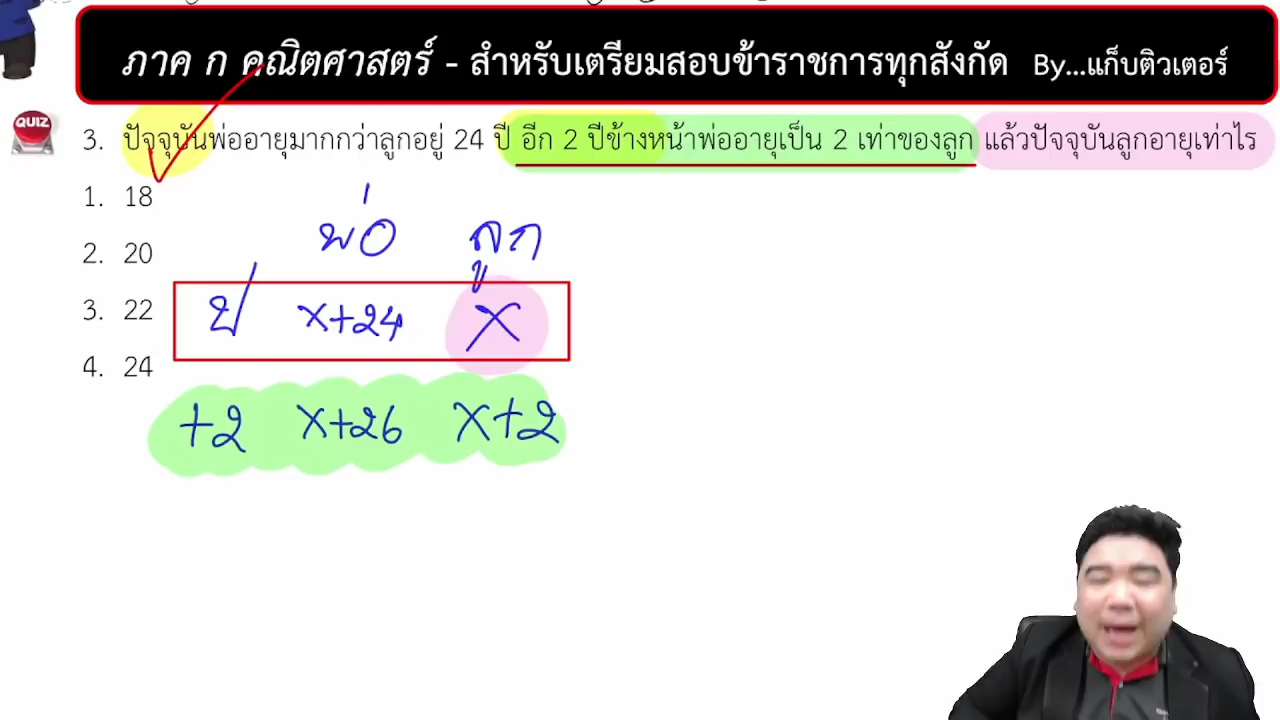 ภาค ก คณิตศาสตร์ - สำหรับเตรียมสอบข้าราชการทุกสังกัด By...แก็บติวเตอร์
QUIZ
3. ปัจจุบันพ่ออายุมากกว่าลูกอยู่ 24 ปี อีก 2 ปีข้างหน้าพ่ออายุเป็น 2 เท่าของลูก แล้วปัจจุบันลูกอายุเท่าไร
1. 18
2. 20
3. 22
4. 24
พ่อ ลูก
ป x+24 x
+2 x+26 x+2